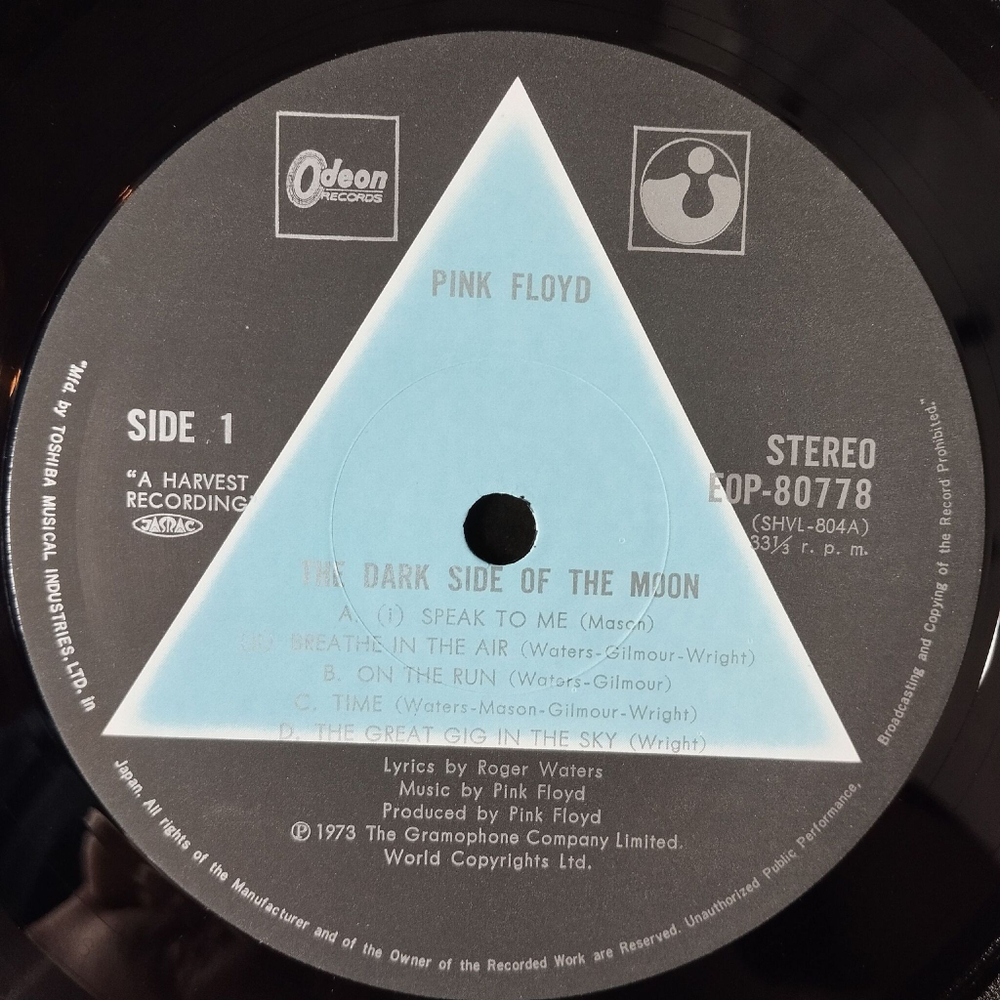 Odeon
RECORDS
PINK FLOYD
SIDE 1
"A HARVEST
RECORDING"
JASRAC
STEREO
EOP-80778
(SHVL-804A)
33⅓ r. p. m.
THE DARK SIDE OF THE MOON
A. (i) SPEAK TO ME (Mason)
BREATHE IN THE AIR (Waters-Gilmour-Wright)
B. ON THE RUN (Waters-Gilmour)
C. TIME (Waters-Mason-Gilmour-Wright)
D. THE GREAT GIG IN THE SKY (Wright)
Lyrics by Roger Waters
Music by Pink Floyd
Produced by Pink Floyd
Ⓟ 1973 The Gramophone Company Limited.
World Copyrights Ltd.
"Mfd. by TOSHIBA MUSICAL INDUSTRIES, LTD. in Japan. All rights of the Manufacturer and of the Owner of the Recorded Work are Reserved. Unauthorized Public Performance, Broadcasting and Copying of the Record Prohibited."